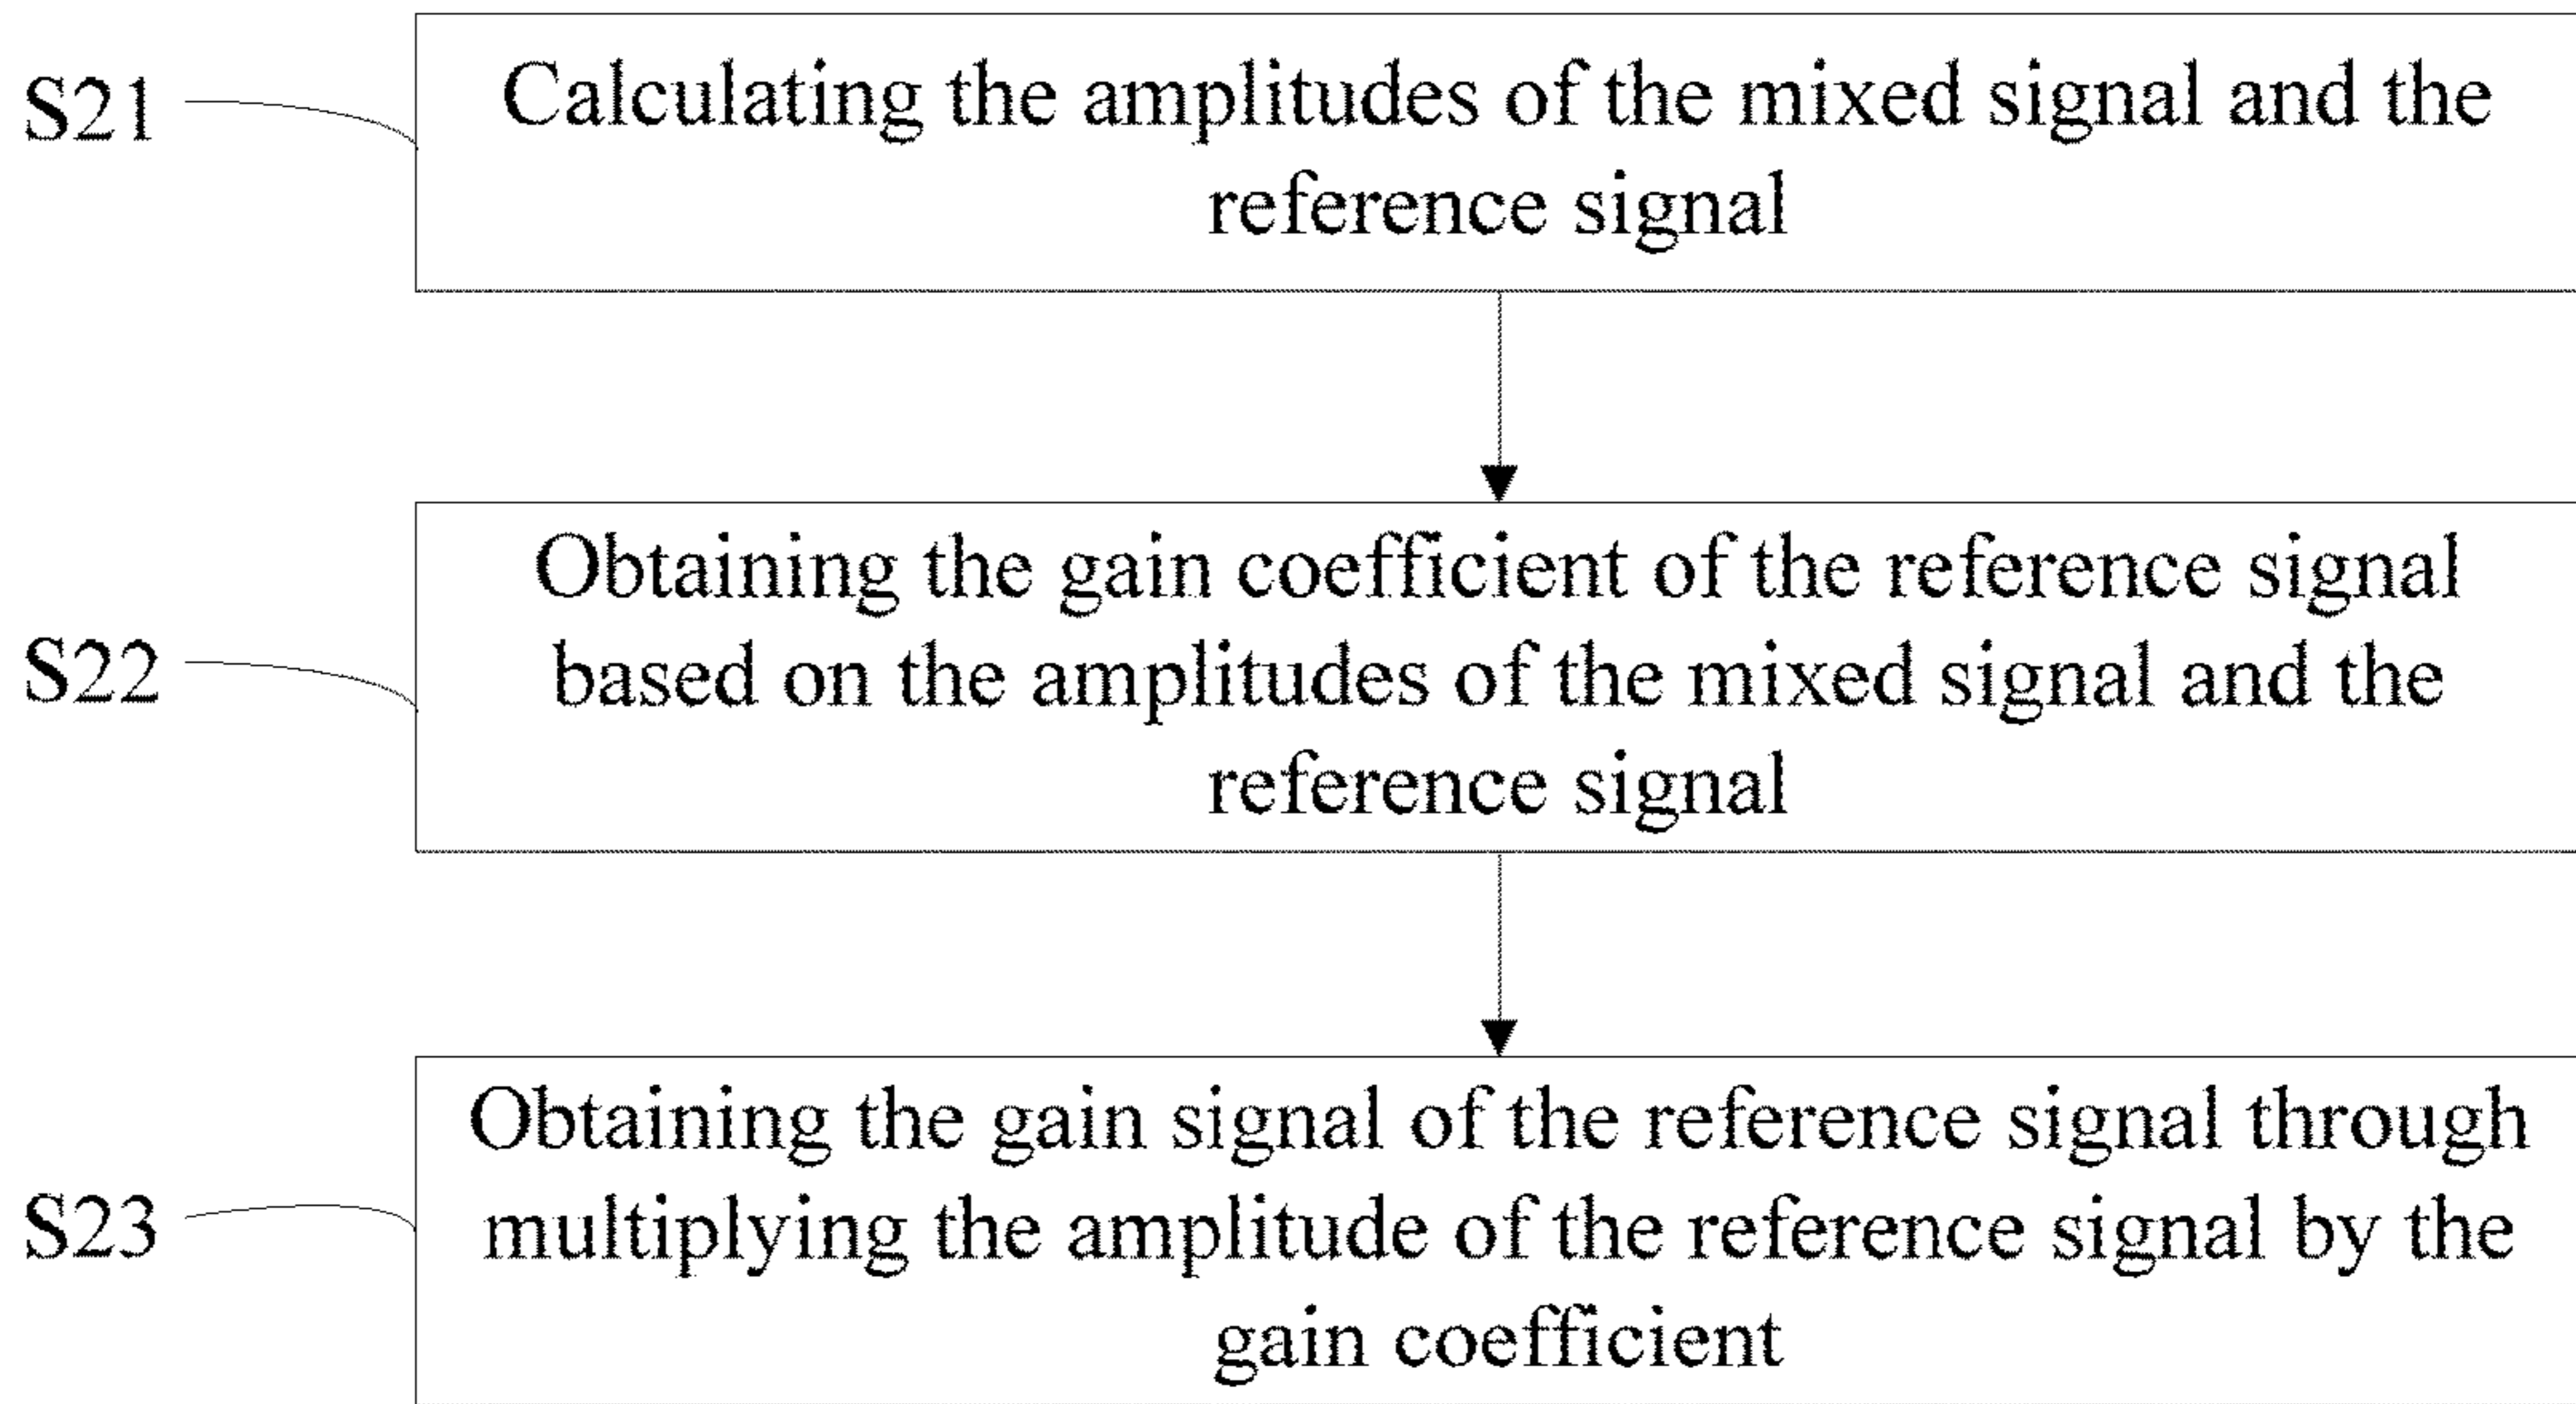 S21
Calculating the amplitudes of the mixed signal and the
reference signal
S22
Obtaining the gain coefficient of the reference signal
based on the amplitudes of the mixed signal and the
reference signal
S23
Obtaining the gain signal of the reference signal through
multiplying the amplitude of the reference signal by the
gain coefficient